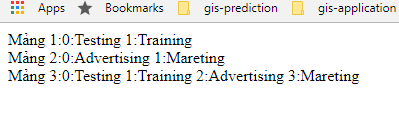 Apps Bookmarks gis-prediction gis-application
Mảng 1:0:Testing 1:Training
Mảng 2:0:Advertising 1:Mareting
Mảng 3:0:Testing 1:Training 2:Advertising 3:Mareting